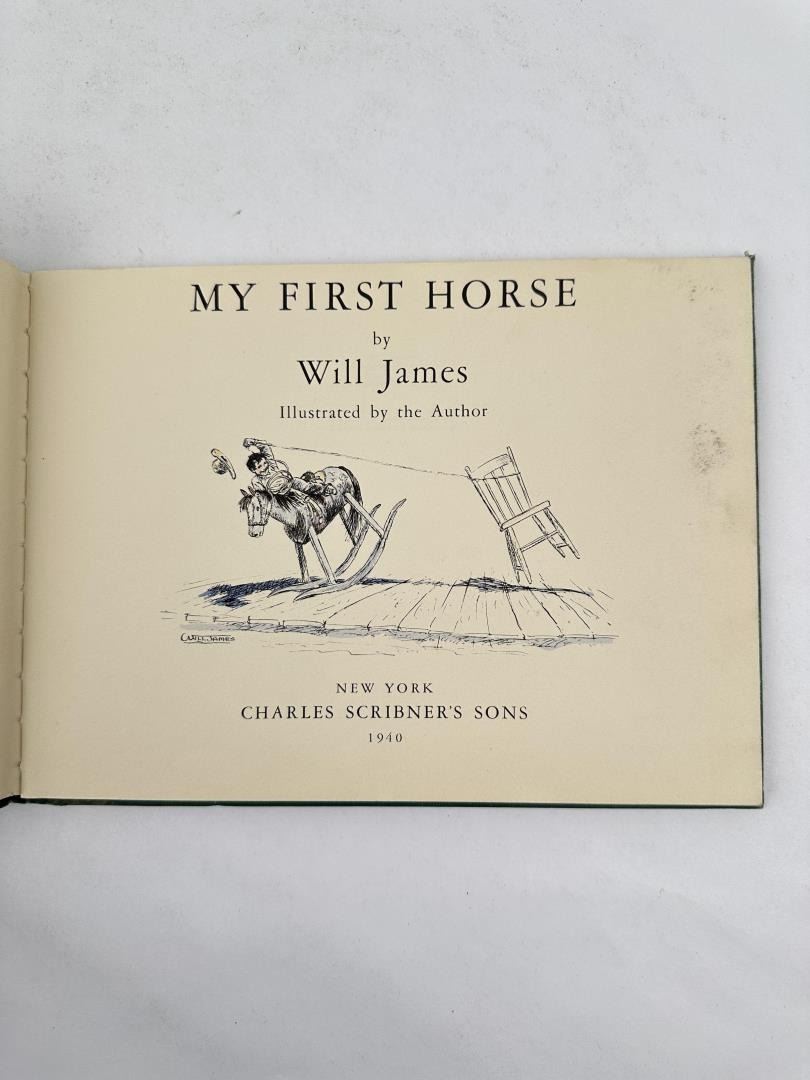 MY FIRST HORSE
by
Will James
Illustrated by the Author
WILL JAMES
NEW YORK
CHARLES SCRIBNER'S SONS
1940